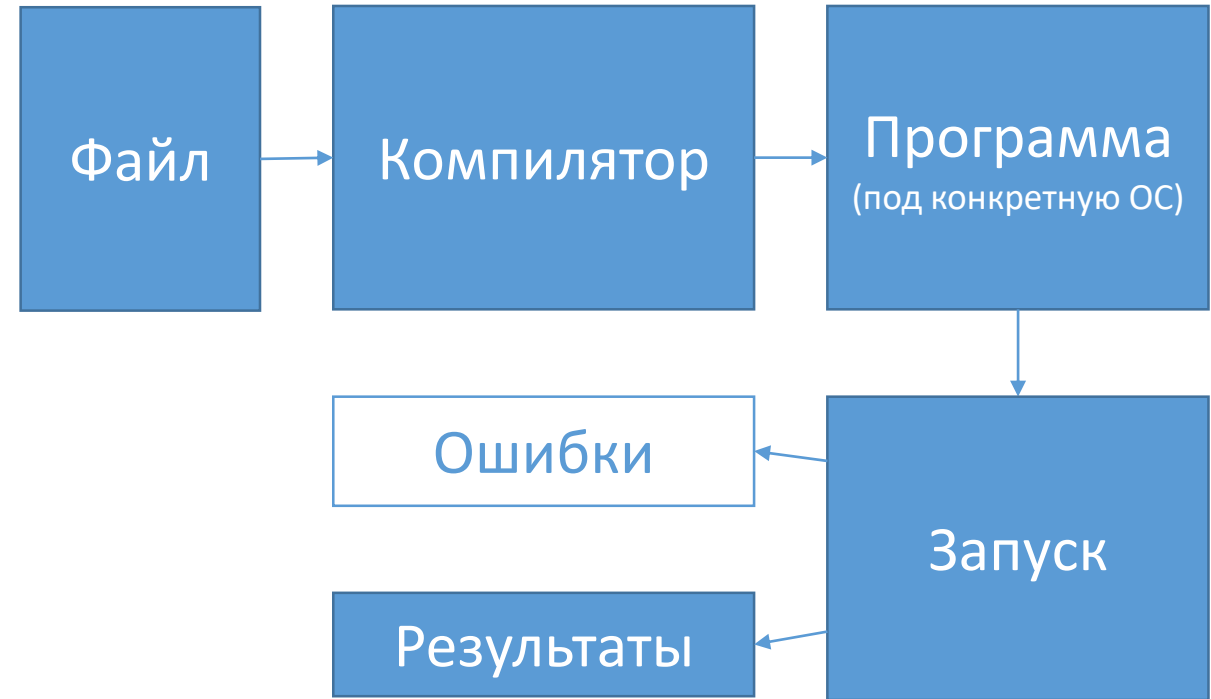 Файл
Компилятор
Программа
(под конкретную ОС)
Ошибки
Запуск
Результаты